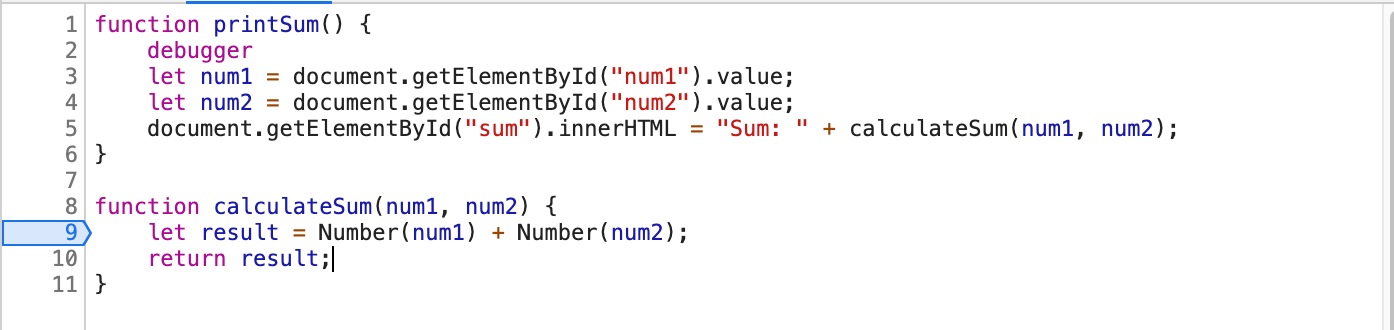 1 function printSum() {
2     debugger
3     let num1 = document.getElementById("num1").value;
4     let num2 = document.getElementById("num2").value;
5     document.getElementById("sum").innerHTML = "Sum: " + calculateSum(num1, num2);
6 }
7
8 function calculateSum(num1, num2) {
9     let result = Number(num1) + Number(num2);
10     return result;
11 }